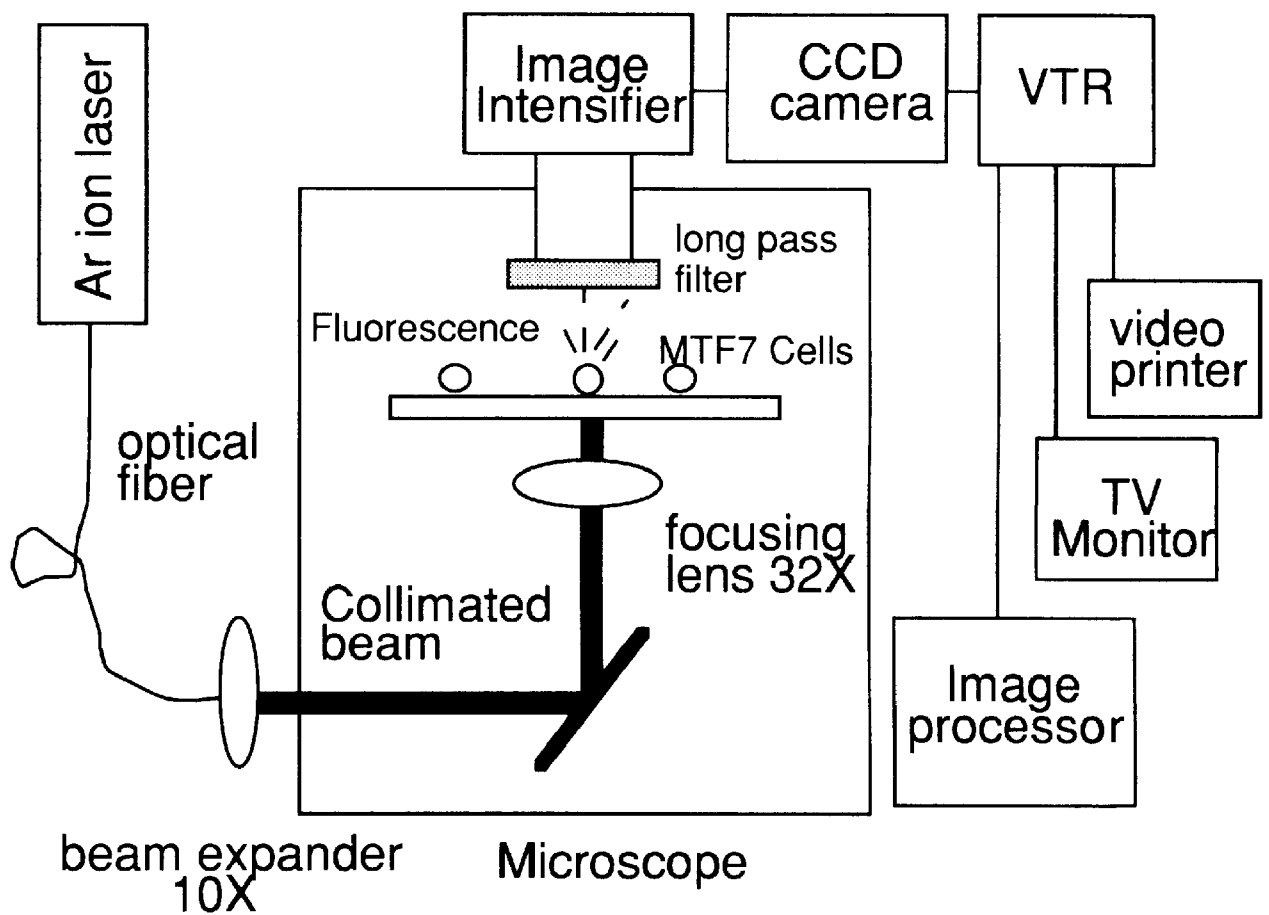 Ar ion laser
Image
Intensifier
CCD
camera
VTR
long pass
filter
Fluorescence
MTF7 Cells
video
printer
optical
fiber
TV
Monitor
focusing
lens 32X
Collimated
beam
Image
processor
beam expander
10X
Microscope